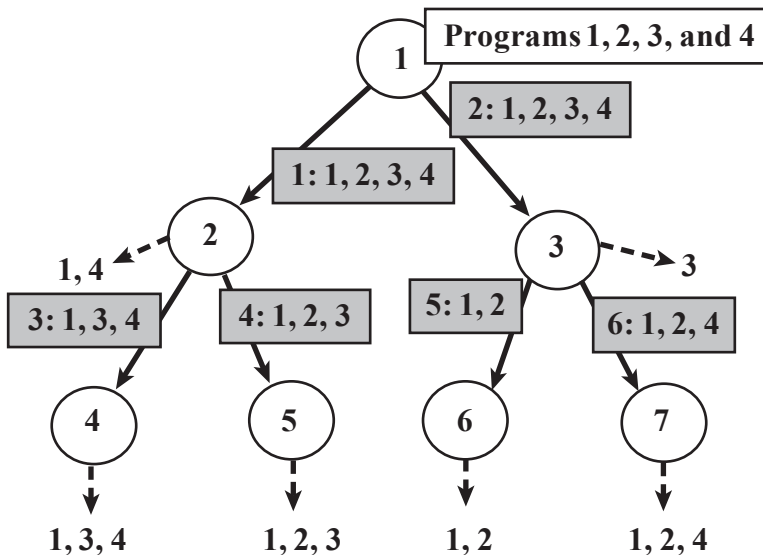 Programs 1, 2, 3, and 4
1
2: 1, 2, 3, 4
1: 1, 2, 3, 4
2
3
1, 4
3
3: 1, 3, 4
4: 1, 2, 3
5: 1, 2
6: 1, 2, 4
4
5
6
7
1, 3, 4
1, 2, 3
1, 2
1, 2, 4